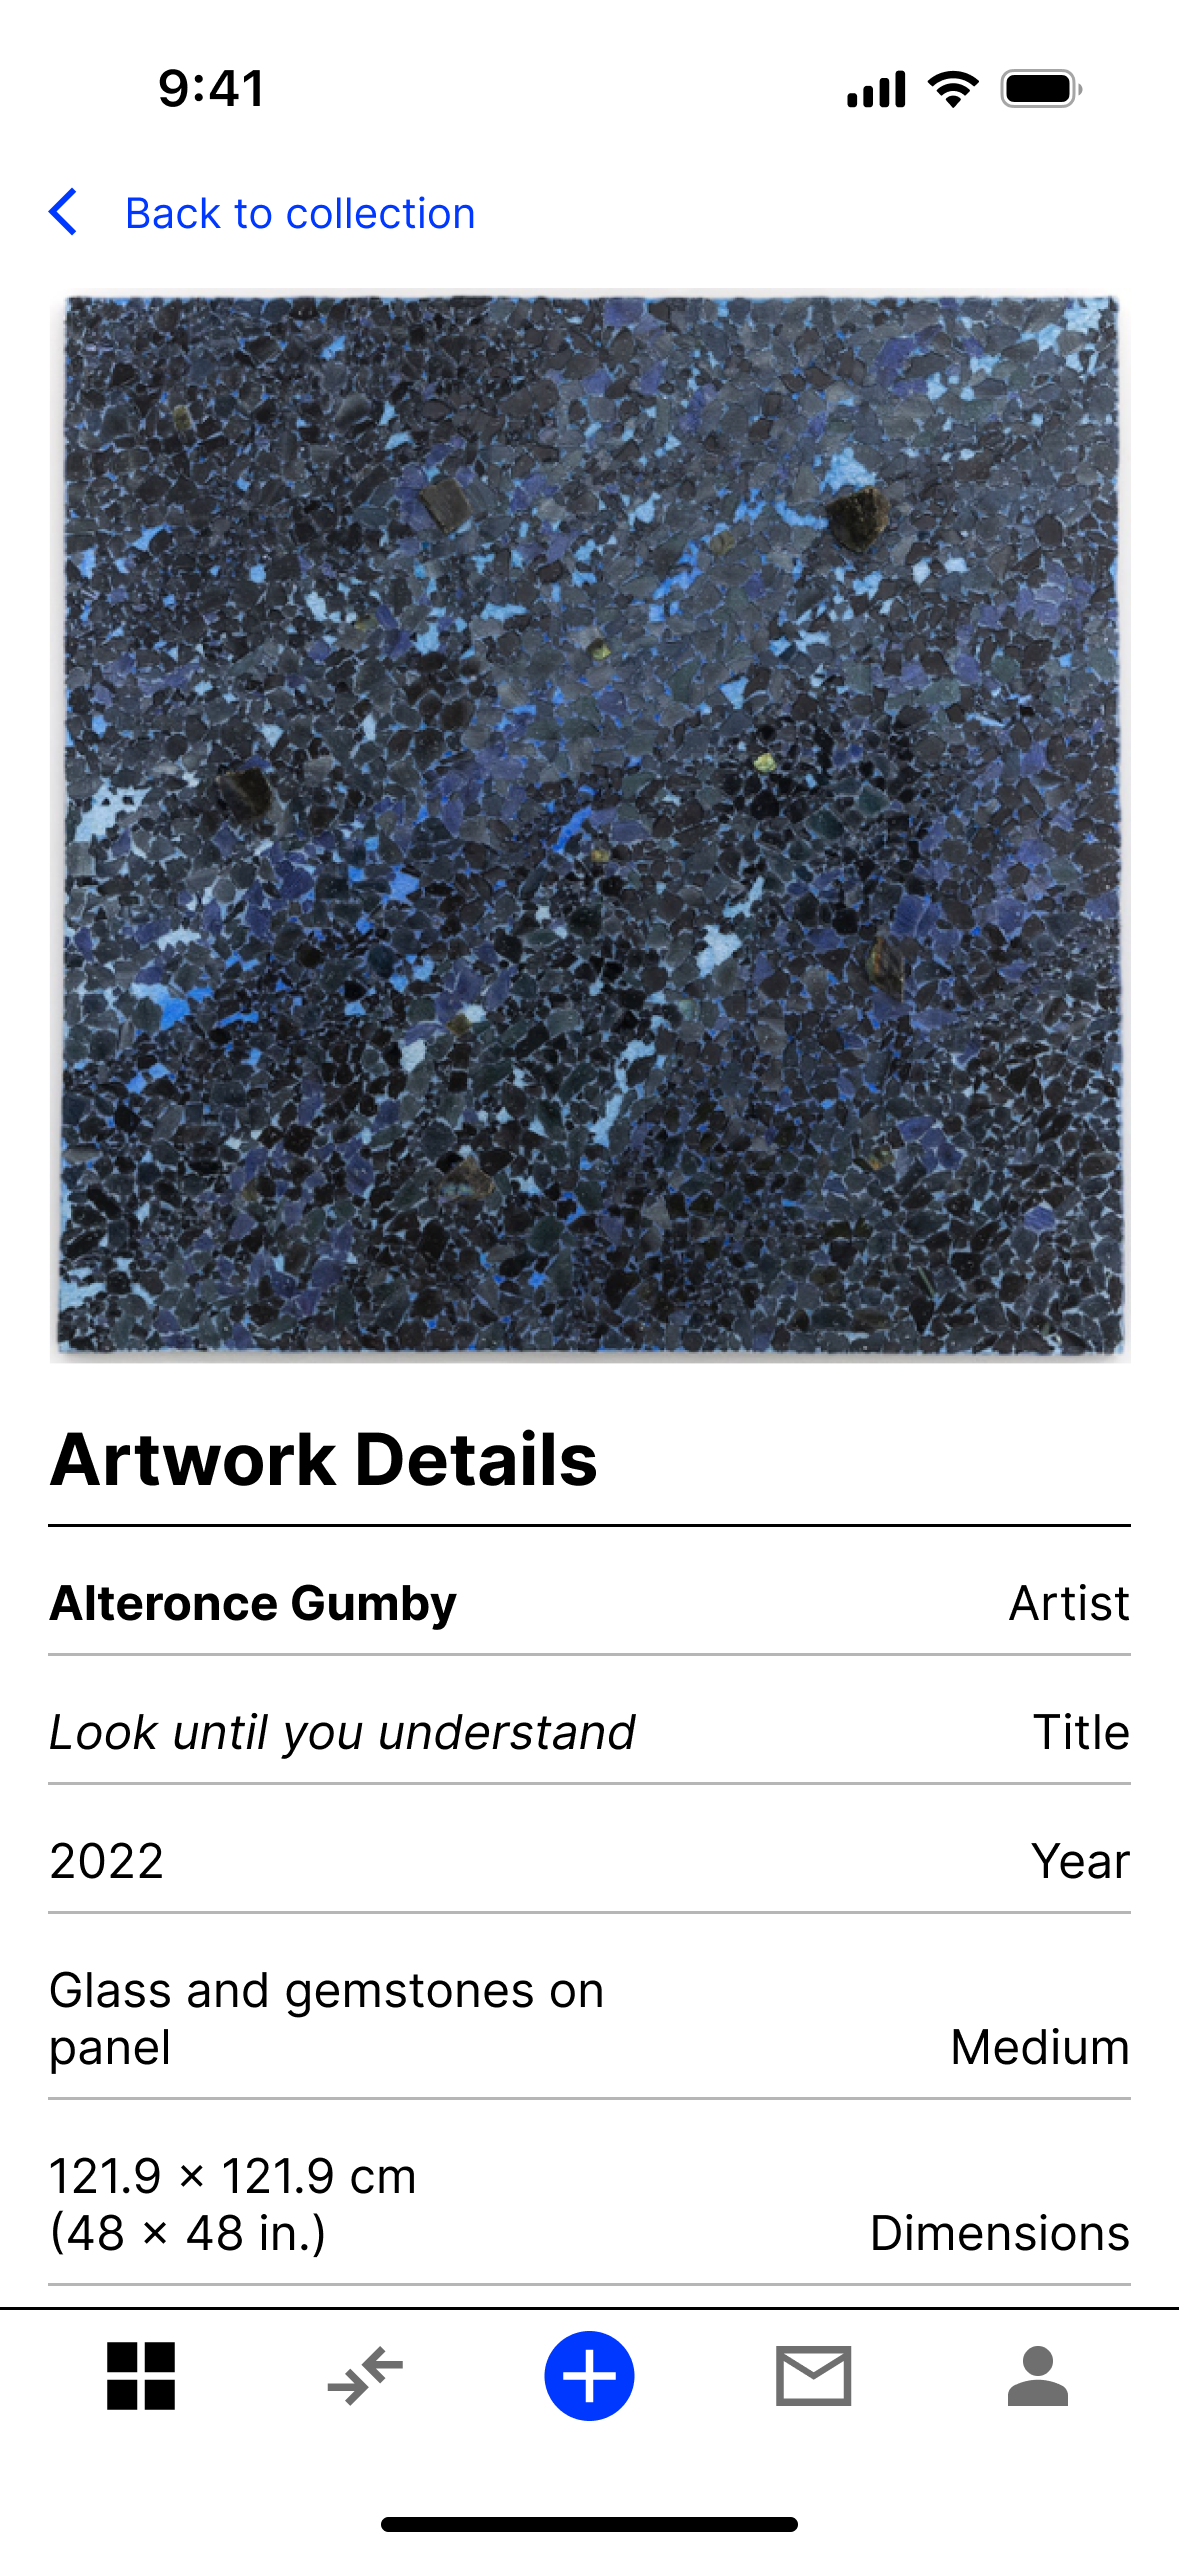 9:41
Back to collection
Artwork Details
Alteronce Gumby Artist
Look until you understand Title
2022 Year
Glass and gemstones on
panel Medium
121.9 × 121.9 cm
(48 × 48 in.) Dimensions